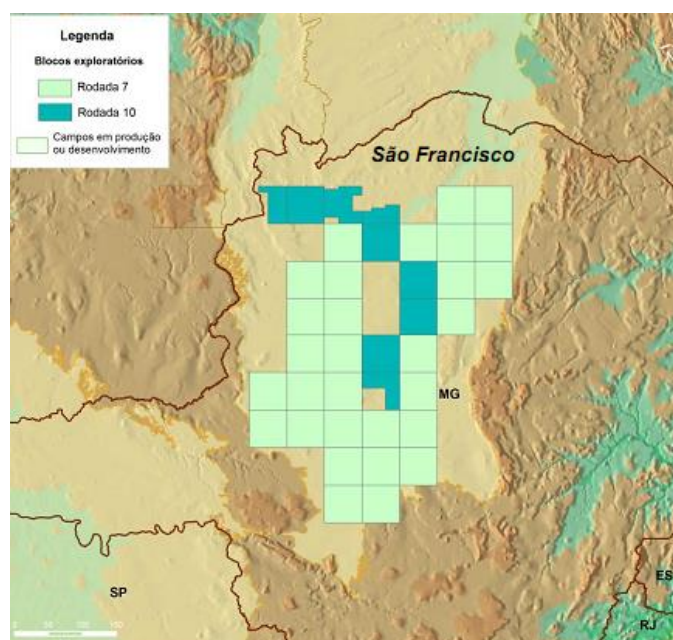 Legenda
Blocos exploratórios
Rodada 7
Rodada 10
Campos em produção
ou desenvolvimento
São Francisco
MG
SP
ES
RJ